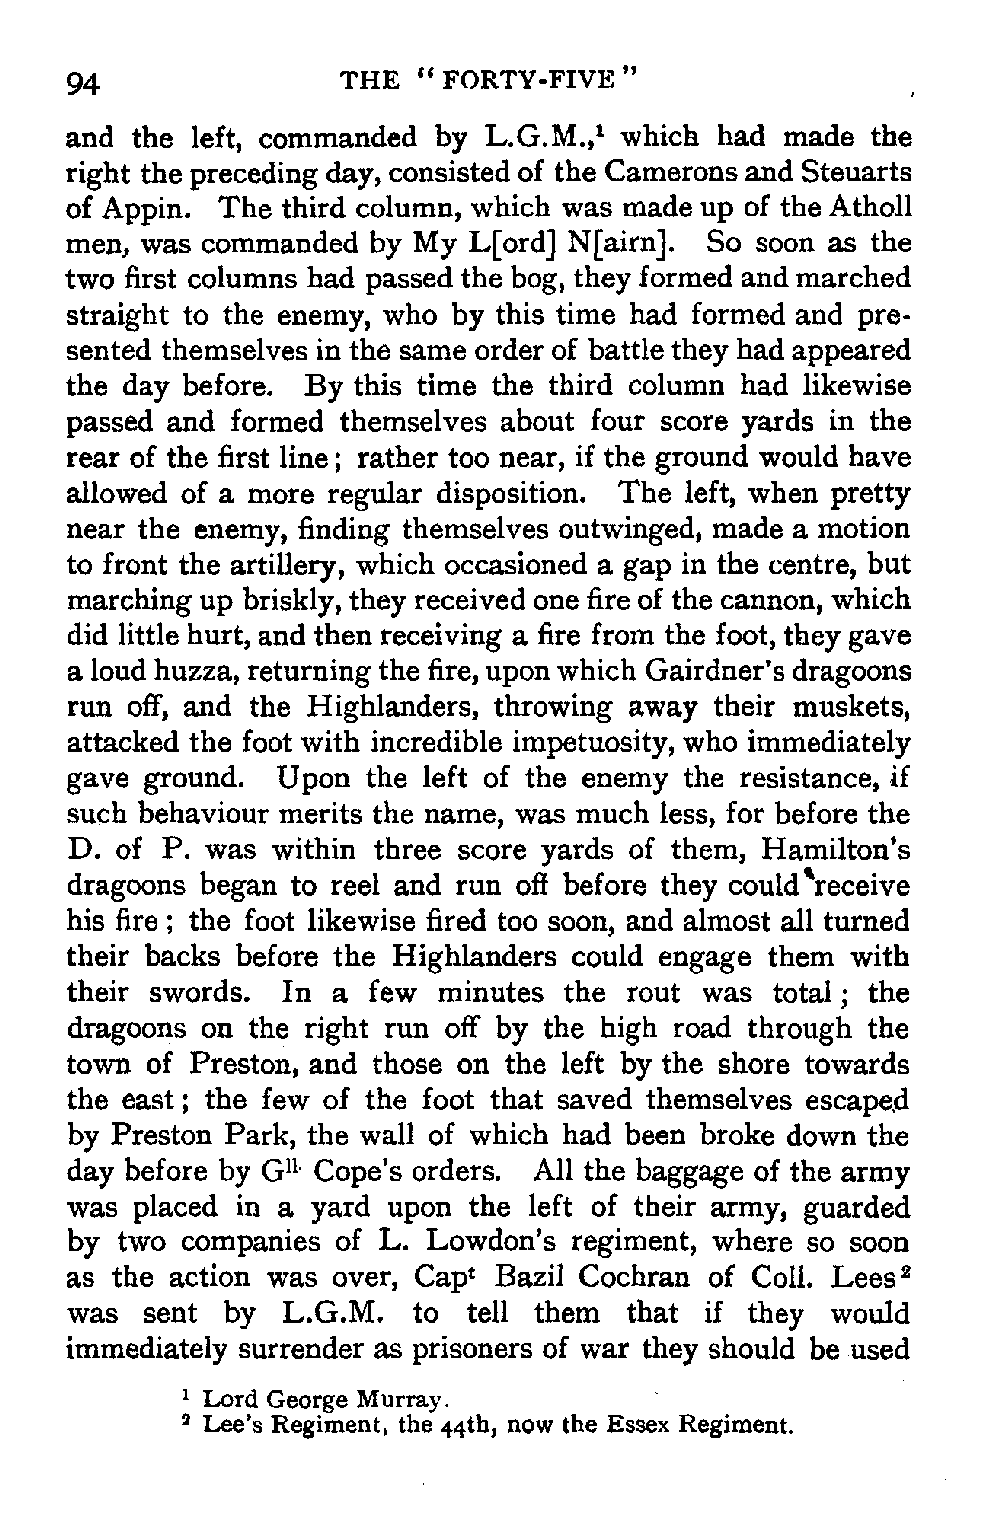 94 THE "FORTY-FIVE"
and the left, commanded by L.G.M.,¹ which had made the
right the preceding day, consisted of the Camerons and Steuarts
of Appin. The third column, which was made up of the Atholl
men, was commanded by My L[ord] N[airn]. So soon as the
two first columns had passed the bog, they formed and marched
straight to the enemy, who by this time had formed and pre-
sented themselves in the same order of battle they had appeared
the day before. By this time the third column had likewise
passed and formed themselves about four score yards in the
rear of the first line; rather too near, if the ground would have
allowed of a more regular disposition. The left, when pretty
near the enemy, finding themselves outwinged, made a motion
to front the artillery, which occasioned a gap in the centre, but
marching up briskly, they received one fire of the cannon, which
did little hurt, and then receiving a fire from the foot, they gave
a loud huzza, returning the fire, upon which Gairdner's dragoons
run off, and the Highlanders, throwing away their muskets,
attacked the foot with incredible impetuosity, who immediately
gave ground. Upon the left of the enemy the resistance, if
such behaviour merits the name, was much less, for before the
D. of P. was within three score yards of them, Hamilton's
dragoons began to reel and run off before they could receive
his fire; the foot likewise fired too soon, and almost all turned
their backs before the Highlanders could engage them with
their swords. In a few minutes the rout was total; the
dragoons on the right run off by the high road through the
town of Preston, and those on the left by the shore towards
the east; the few of the foot that saved themselves escaped
by Preston Park, the wall of which had been broke down the
day before by Gˡˡ· Cope's orders. All the baggage of the army
was placed in a yard upon the left of their army, guarded
by two companies of L. Lowdon's regiment, where so soon
as the action was over, Capᵗ Bazil Cochran of Coll. Lees²
was sent by L.G.M. to tell them that if they would
immediately surrender as prisoners of war they should be used
¹ Lord George Murray.
² Lee's Regiment, the 44th, now the Essex Regiment.